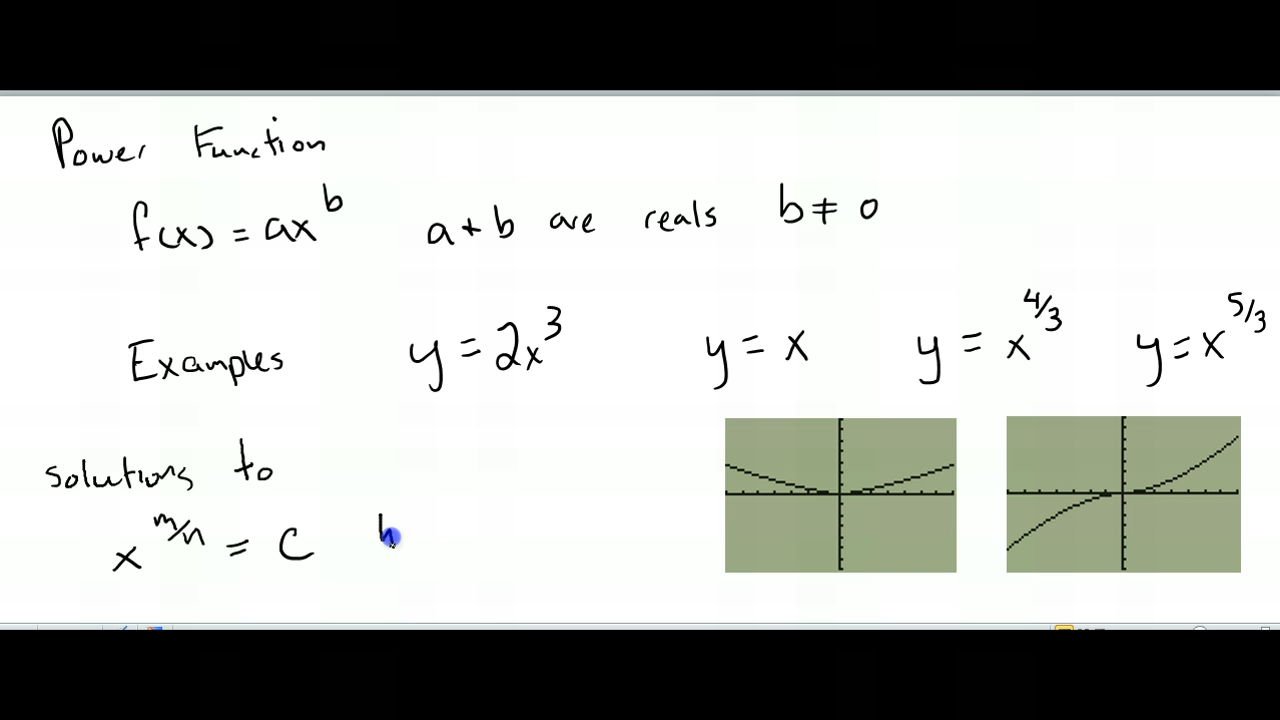 Power Function
f(x) = ax^b a + b are reals b ≠ 0
Examples y = 2x^3 y = x y = x^4/3 y = x^5/3
solutions to
x^m/n = C